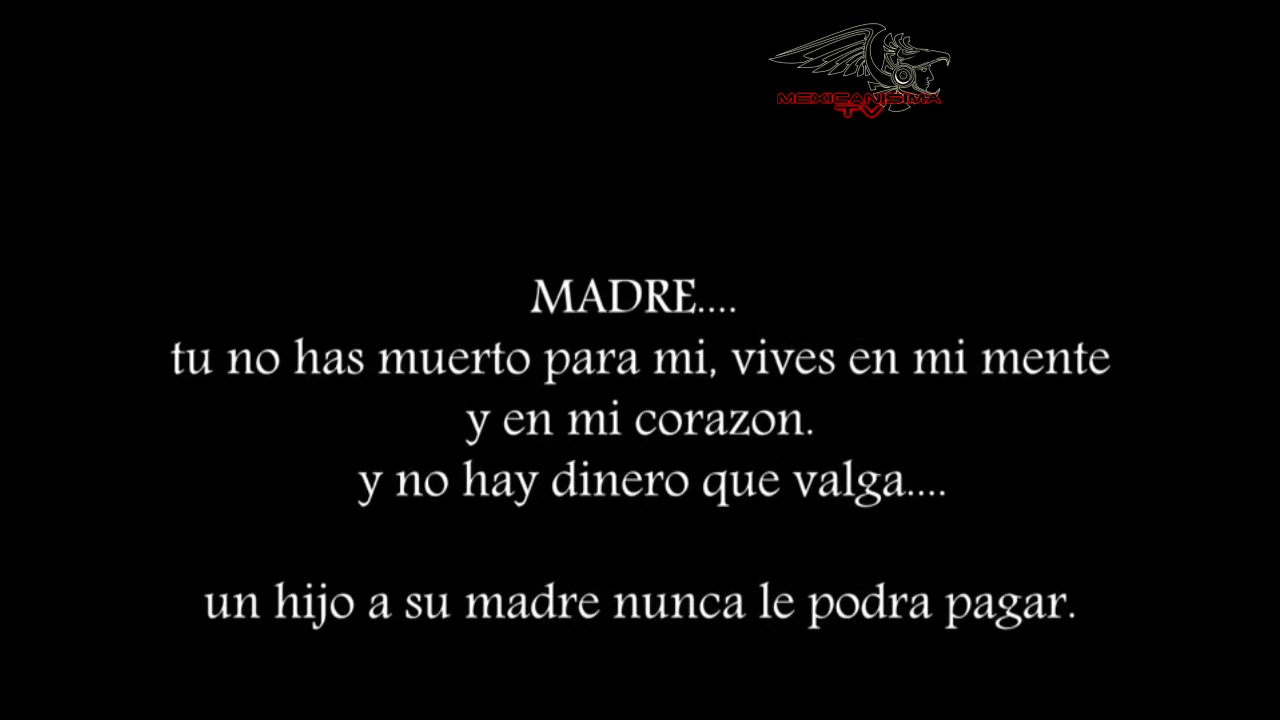 MEXICANISIMA
TV
MADRE....
tu no has muerto para mi, vives en mi mente
y en mi corazon.
y no hay dinero que valga....
un hijo a su madre nunca le podra pagar.